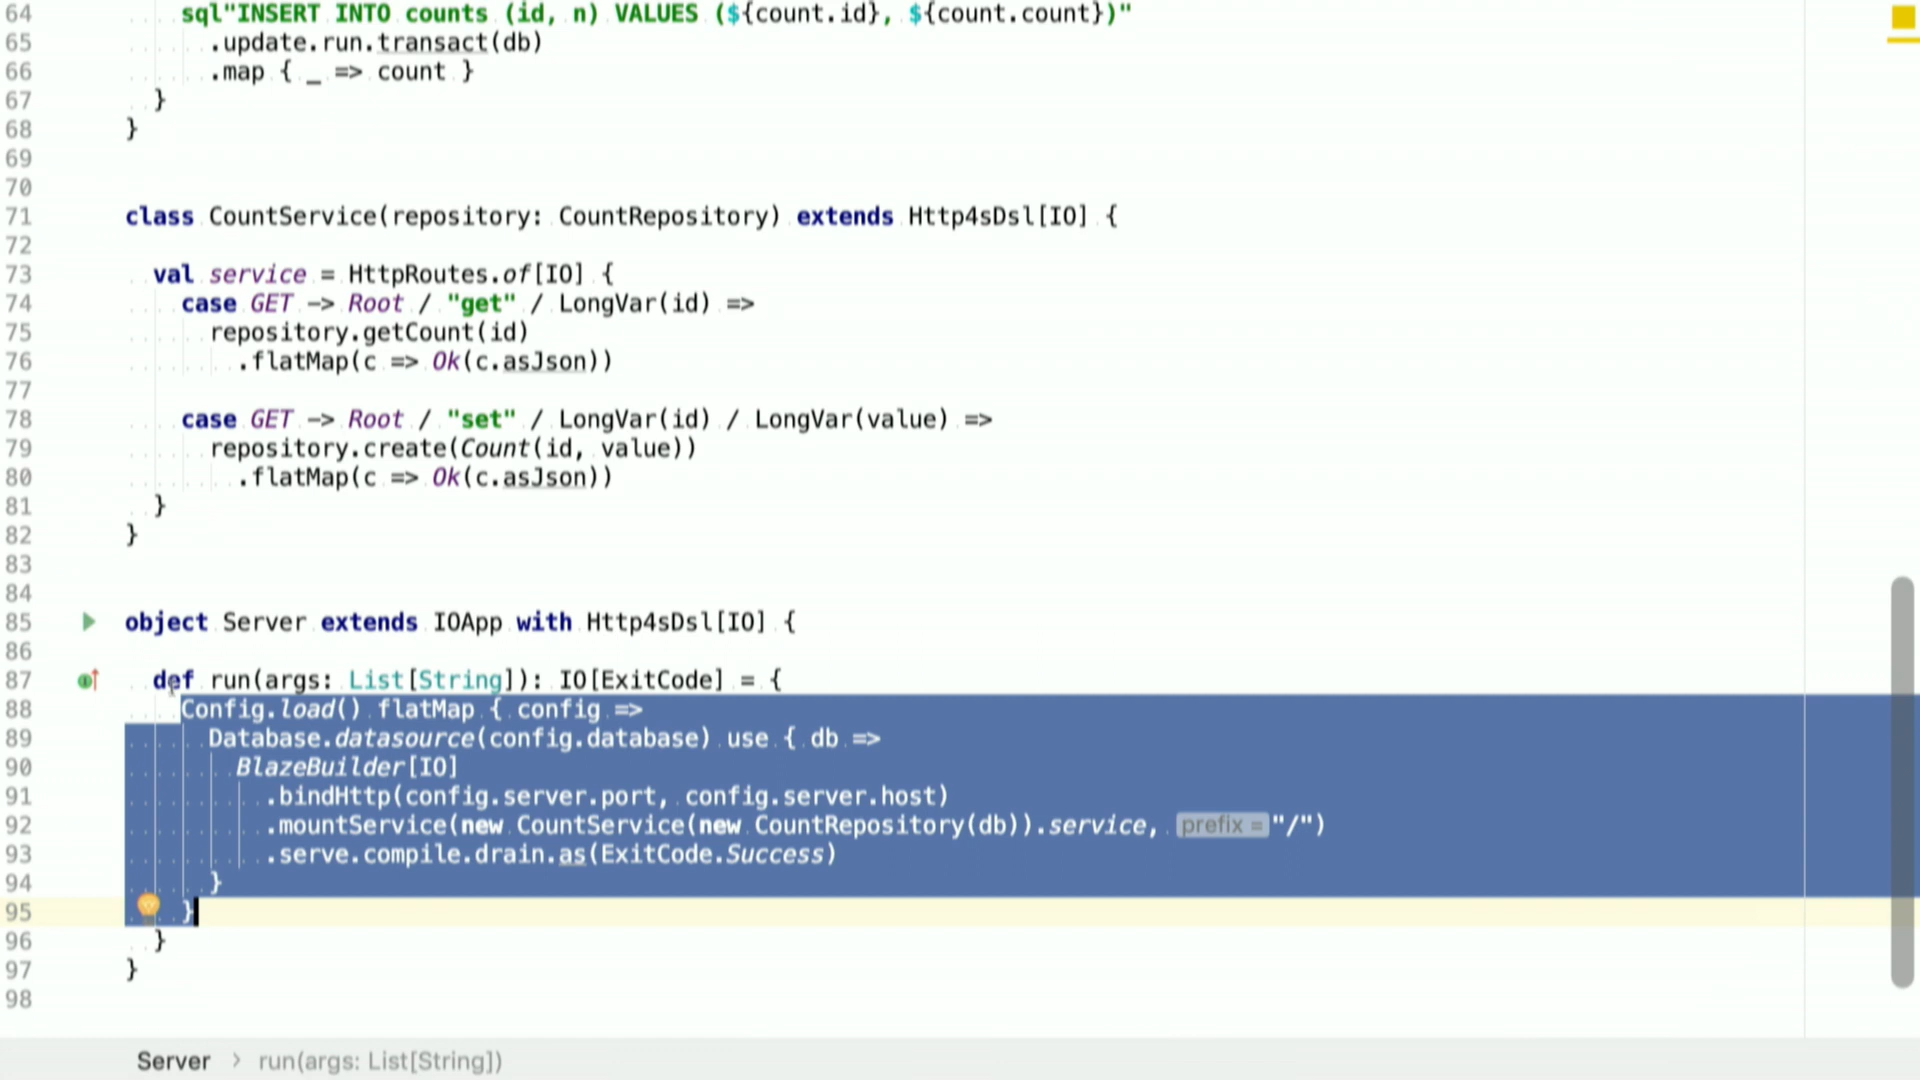 64 sql"INSERT INTO counts (id, n) VALUES (${count.id}, ${count.count})"
65 .update.run.transact(db)
66 .map { _ => count }
67 }
68 }
69
70
71 class CountService(repository: CountRepository) extends Http4sDsl[IO] {
72
73 val service = HttpRoutes.of[IO] {
74 case GET -> Root / "get" / LongVar(id) =>
75 repository.getCount(id)
76 .flatMap(c => Ok(c.asJson))
77
78 case GET -> Root / "set" / LongVar(id) / LongVar(value) =>
79 repository.create(Count(id, value))
80 .flatMap(c => Ok(c.asJson))
81 }
82 }
83
84
85 object Server extends IOApp with Http4sDsl[IO] {
86
87 def run(args: List[String]): IO[ExitCode] = {
88 Config.load() flatMap { config =>
89 Database.datasource(config.database) use { db =>
90 BlazeBuilder[IO]
91 .bindHttp(config.server.port, config.server.host)
92 .mountService(new CountService(new CountRepository(db)).service, prefix = "/")
93 .serve.compile.drain.as(ExitCode.Success)
94 }
95 }
96 }
97 }
98
Server > run(args: List[String])